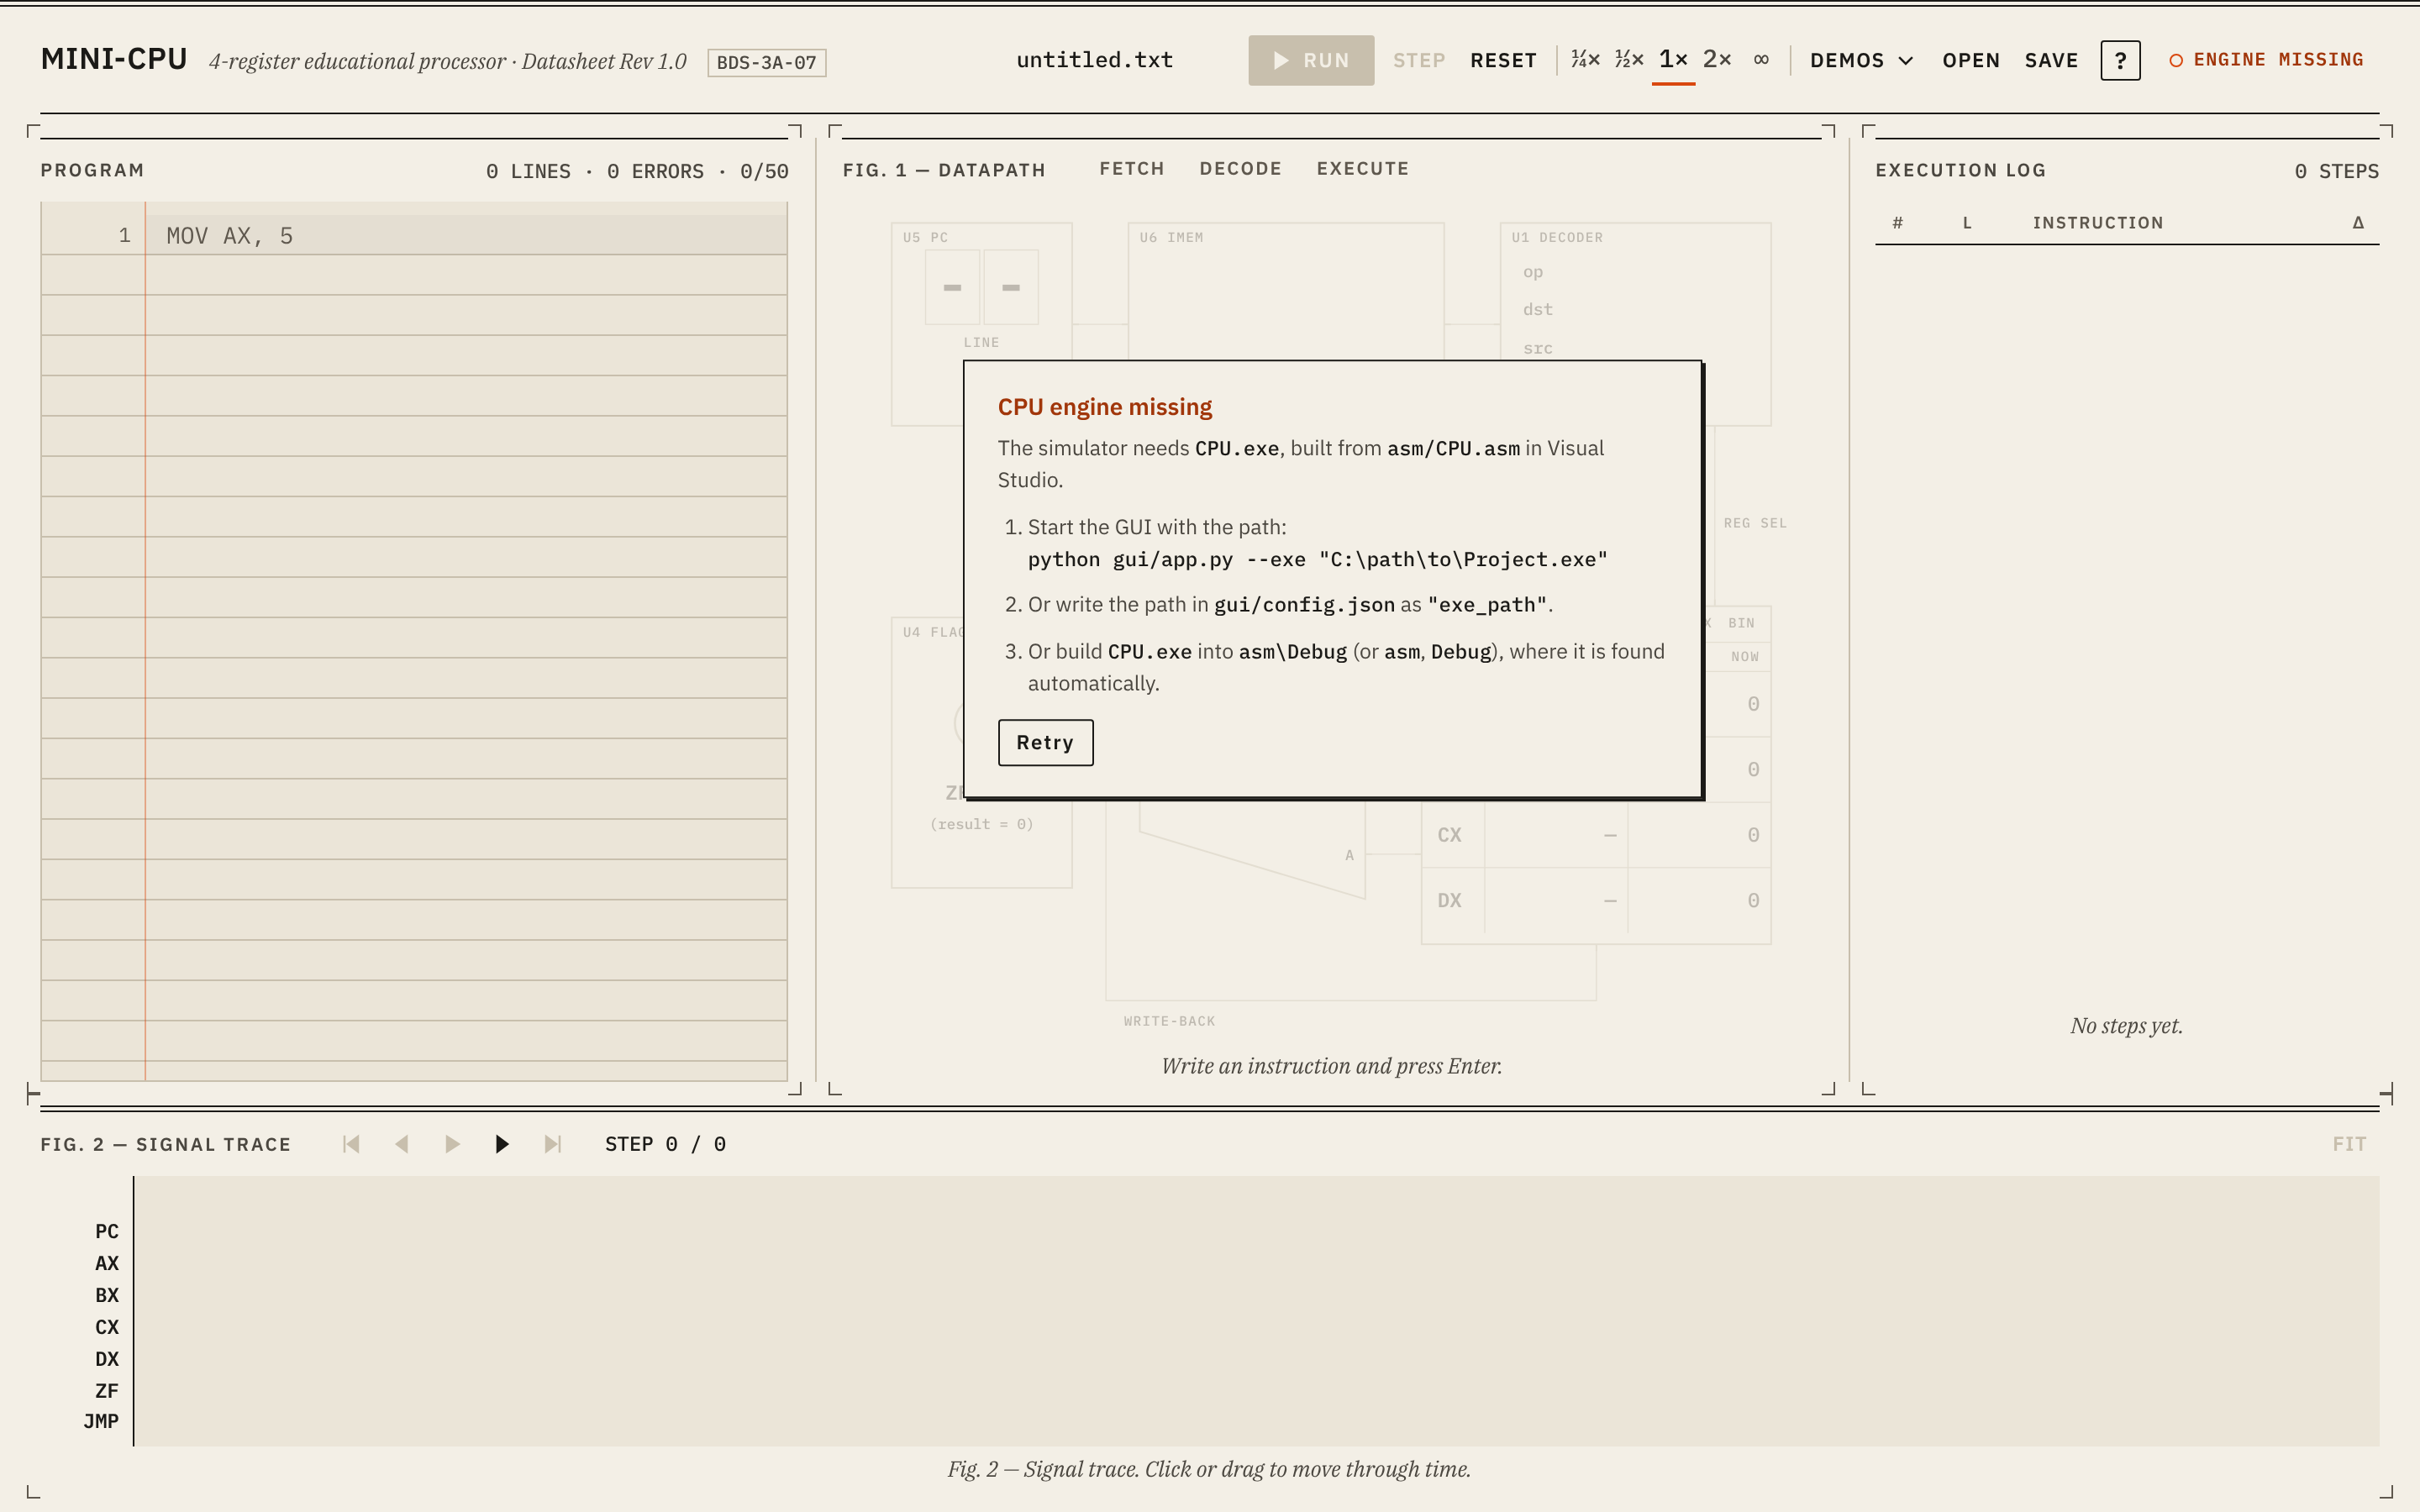 MINI-CPU 4-register educational processor · Datasheet Rev 1.0 BDS-3A-07 untitled.txt RUN STEP RESET ¼× ½× 1× 2× ∞ DEMOS OPEN SAVE ? ENGINE MISSING
PROGRAM 0 LINES · 0 ERRORS · 0/50
1 MOV AX, 5
FIG. 1 — DATAPATH FETCH DECODE EXECUTE
U5 PC U6 IMEM U1 DECODER
– –
LINE
op
dst
src
CPU engine missing
The simulator needs CPU.exe, built from asm/CPU.asm in Visual
Studio.
1. Start the GUI with the path:
python gui/app.py --exe "C:\path\to\Project.exe"
2. Or write the path in gui/config.json as "exe_path".
3. Or build CPU.exe into asm\Debug (or asm, Debug), where it is found
automatically.
Retry
REG SEL
U4
BIN
NOW
0
0
(result = 0)
A
CX – 0
DX – 0
WRITE-BACK
Write an instruction and press Enter.
EXECUTION LOG 0 STEPS
# L INSTRUCTION Δ
No steps yet.
FIG. 2 — SIGNAL TRACE STEP 0 / 0 FIT
PC
AX
BX
CX
DX
ZF
JMP
Fig. 2 — Signal trace. Click or drag to move through time.